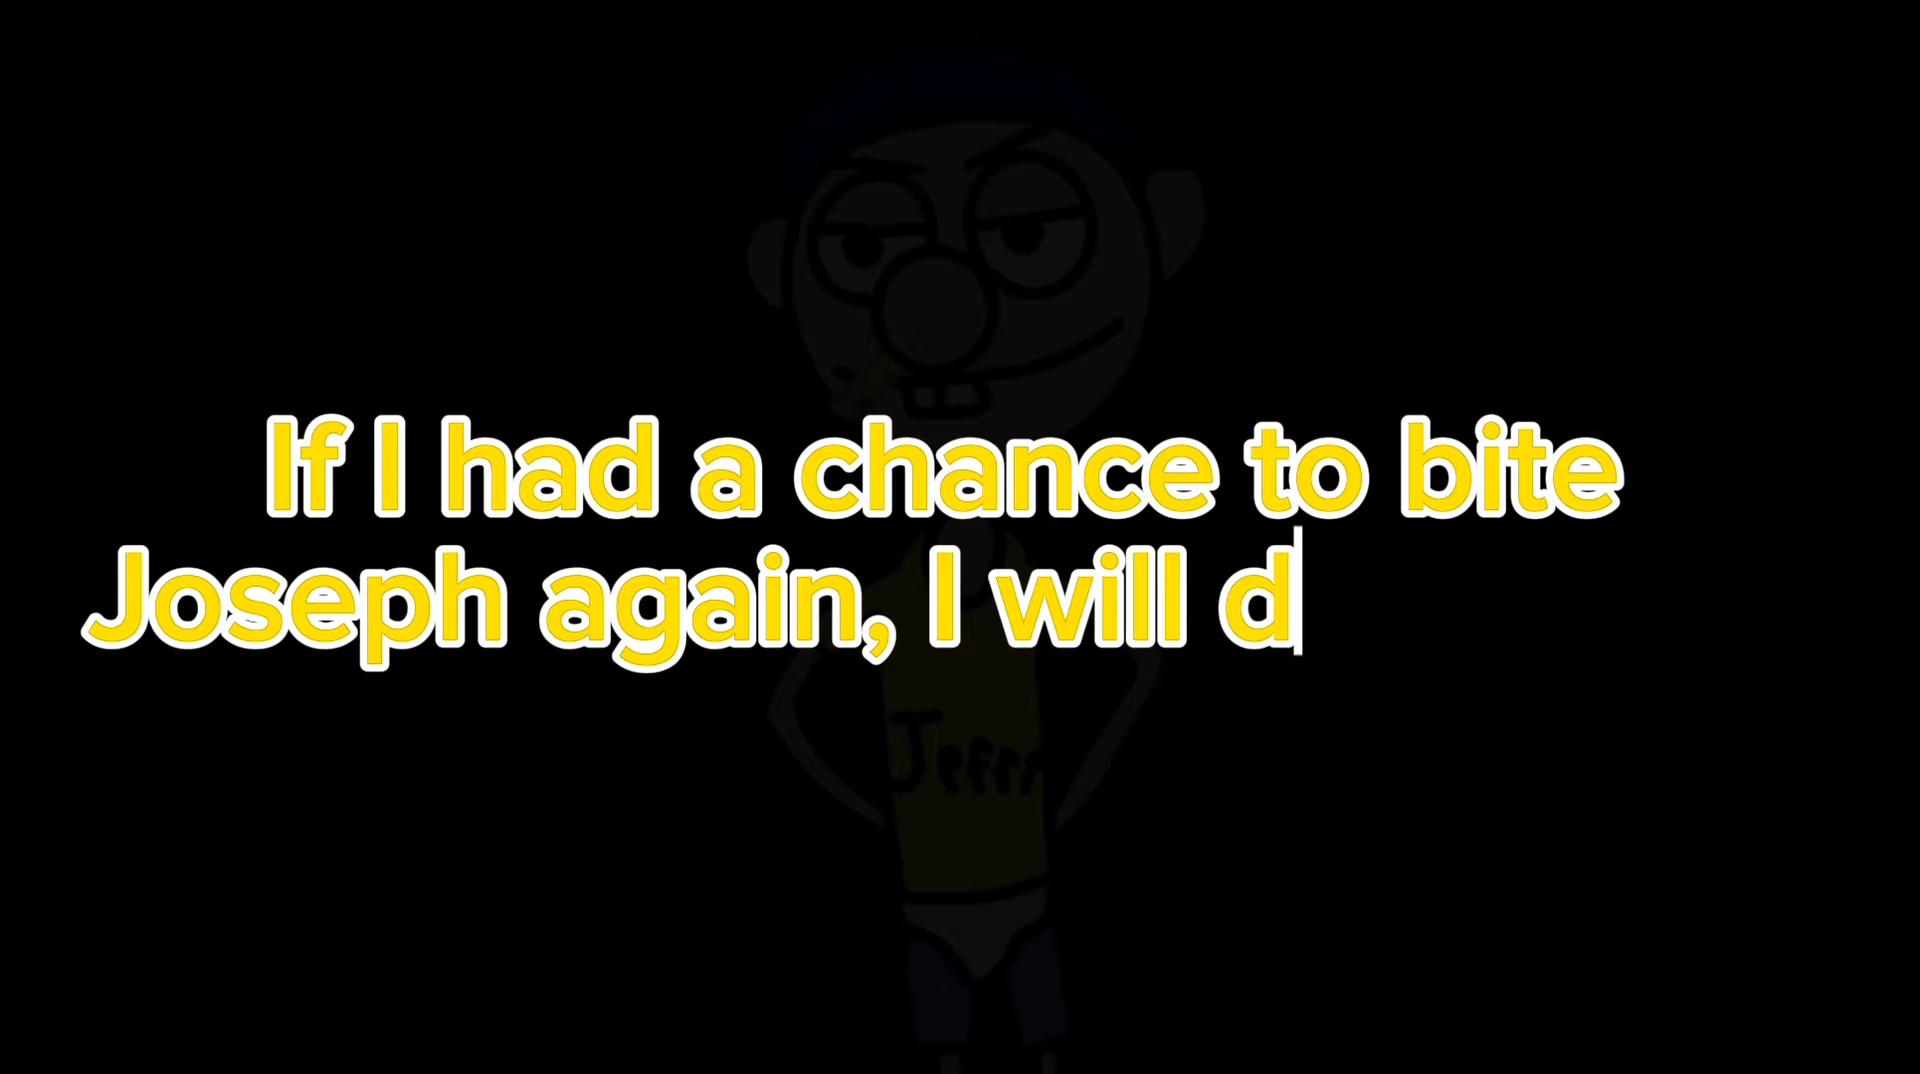 If I had a chance to bite
Joseph again, I will d